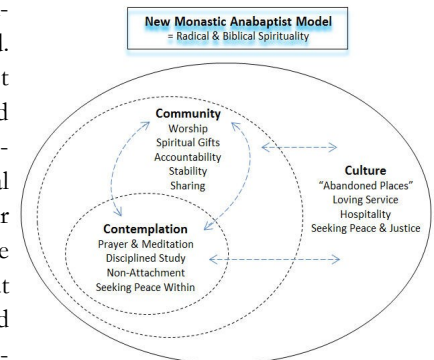 New Monastic Anabaptist Model
= Radical & Biblical Spirituality
Community
Worship
Spiritual Gifts
Accountability
Stability
Sharing
Contemplation
Prayer & Meditation
Disciplined Study
Non-Attachment
Seeking Peace Within
Culture
"Abandoned Places"
Loving Service
Hospitality
Seeking Peace & Justice